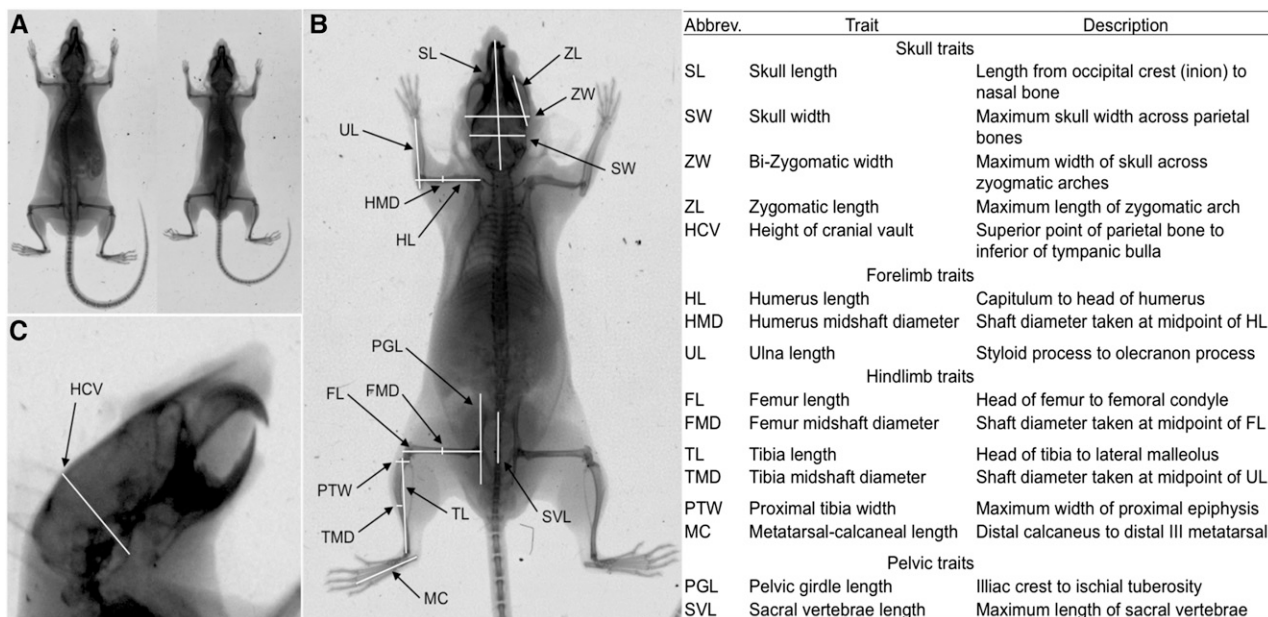 A
B
C
SL
ZL
ZW
UL
SW
HMD
HL
HCV
PGL
FMD
FL
PTW
TL
SVL
TMD
MC
Abbrev. Trait Description
Skull traits
SL Skull length Length from occipital crest (inion) to
nasal bone
SW Skull width Maximum skull width across parietal
bones
ZW Bi-Zygomatic width Maximum width of skull across
zyogmatic arches
ZL Zygomatic length Maximum length of zygomatic arch
HCV Height of cranial vault Superior point of parietal bone to
inferior of tympanic bulla
Forelimb traits
HL Humerus length Capitulum to head of humerus
HMD Humerus midshaft diameter Shaft diameter taken at midpoint of HL
UL Ulna length Styloid process to olecranon process
Hindlimb traits
FL Femur length Head of femur to femoral condyle
FMD Femur midshaft diameter Shaft diameter taken at midpoint of FL
TL Tibia length Head of tibia to lateral malleolus
TMD Tibia midshaft diameter Shaft diameter taken at midpoint of UL
PTW Proximal tibia width Maximum width of proximal epiphysis
MC Metatarsal-calcaneal length Distal calcaneus to distal III metatarsal
Pelvic traits
PGL Pelvic girdle length Illiac crest to ischial tuberosity
SVL Sacral vertebrae length Maximum length of sacral vertebrae